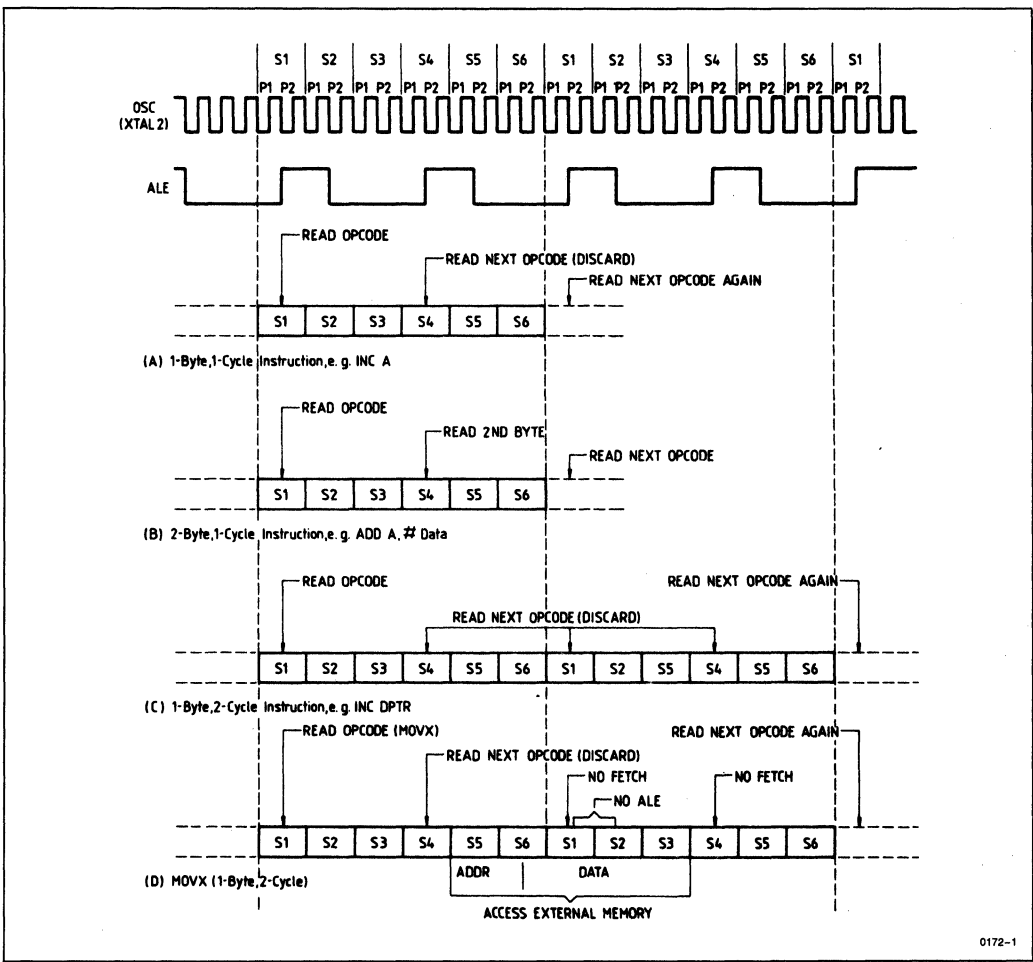 S1 S2 S3 S4 S5 S6 S1 S2 S3 S4 S5 S6 S1
P1 P2 P1 P2 P1 P2 P1 P2 P1 P2 P1 P2 P1 P2 P1 P2 P1 P2 P1 P2 P1 P2 P1 P2 P1 P2
OSC
(XTAL 2)
ALE
READ OPCODE
READ NEXT OPCODE (DISCARD)
READ NEXT OPCODE AGAIN
S1 S2 S3 S4 S5 S6
(A) 1-Byte,1-Cycle Instruction,e. g. INC A
READ OPCODE
READ 2ND BYTE
READ NEXT OPCODE
S1 S2 S3 S4 S5 S6
(B) 2-Byte,1-Cycle Instruction,e. g. ADD A, # Data
READ OPCODE
READ NEXT OPCODE AGAIN
READ NEXT OPCODE (DISCARD)
S1 S2 S3 S4 S5 S6 S1 S2 S5 S4 S5 S6
(C) 1-Byte,2-Cycle Instruction,e. g. INC DPTR
READ OPCODE (MOVX)
READ NEXT OPCODE AGAIN
READ NEXT OPCODE (DISCARD)
NO FETCH
NO FETCH
NO ALE
S1 S2 S3 S4 S5 S6 S1 S2 S3 S4 S5 S6
ADDR DATA
(D) MOVX (1-Byte,2-Cycle)
ACCESS EXTERNAL MEMORY
0172-1